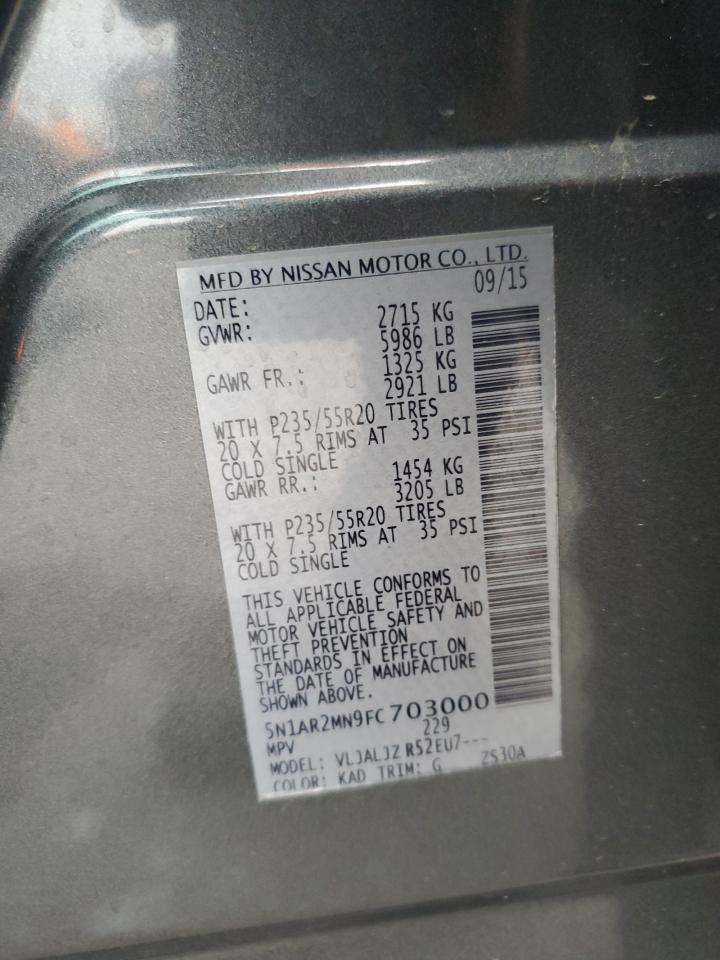 MFD BY NISSAN MOTOR CO., LTD.
DATE: 09/15
GVWR: 2715 KG
5986 LB
GAWR FR.: 1325 KG
2921 LB
WITH P235/55R20 TIRES
20 X 7.5 RIMS AT 35 PSI
COLD SINGLE
GAWR RR.: 1454 KG
3205 LB
WITH P235/55R20 TIRES
20 X 7.5 RIMS AT 35 PSI
COLD SINGLE
THIS VEHICLE CONFORMS TO
ALL APPLICABLE FEDERAL
MOTOR VEHICLE SAFETY AND
THEFT PREVENTION
STANDARDS IN EFFECT ON
THE DATE OF MANUFACTURE
SHOWN ABOVE.
5N1AR2MN9FC703000
MPV 229
MODEL: VLJALJZ R52EU7---
COLOR: KAD TRIM: G ZS30A